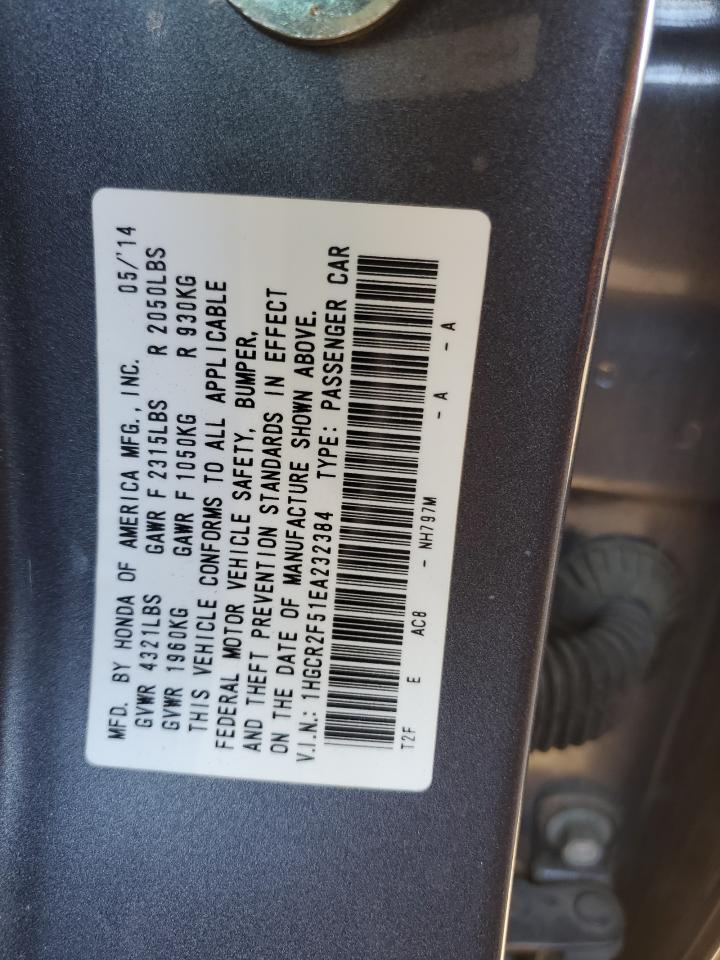 MFD. BY HONDA OF AMERICA MFG., INC. 05/'14
GVWR 4321LBS GAWR F 2315LBS R 2050LBS
GVWR 1960KG GAWR F 1050KG R 930KG
THIS VEHICLE CONFORMS TO ALL APPLICABLE
FEDERAL MOTOR VEHICLE SAFETY, BUMPER,
AND THEFT PREVENTION STANDARDS IN EFFECT
ON THE DATE OF MANUFACTURE SHOWN ABOVE.
V.I.N.: 1HGCR2F51EA232384 TYPE: PASSENGER CAR
T2F E AC8 - NH797M - A - A